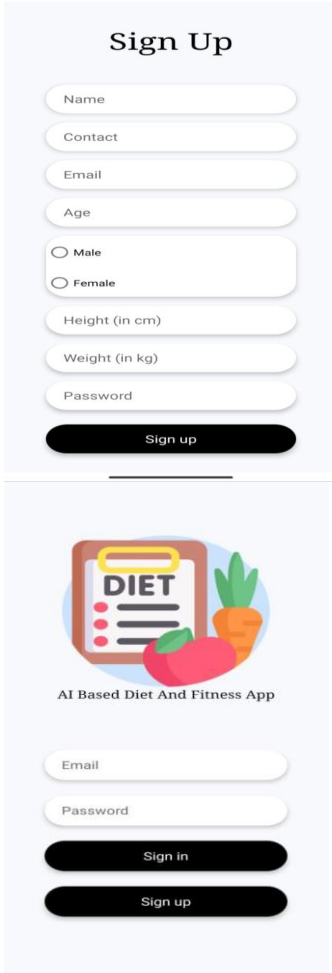 Sign Up
Name
Contact
Email
Age
Male
Female
Height (in cm)
Weight (in kg)
Password
Sign up
DIET
AI Based Diet And Fitness App
Email
Password
Sign in
Sign up